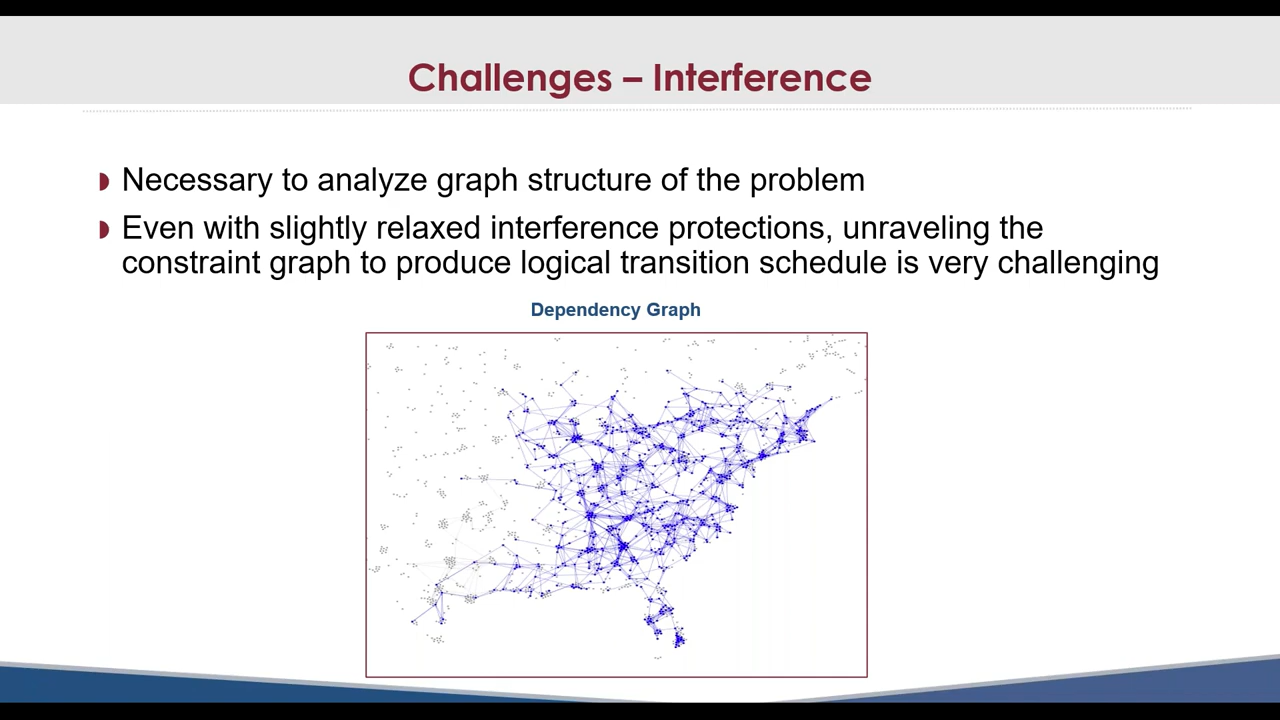 Challenges – Interference
Necessary to analyze graph structure of the problem
Even with slightly relaxed interference protections, unraveling the
constraint graph to produce logical transition schedule is very challenging
Dependency Graph